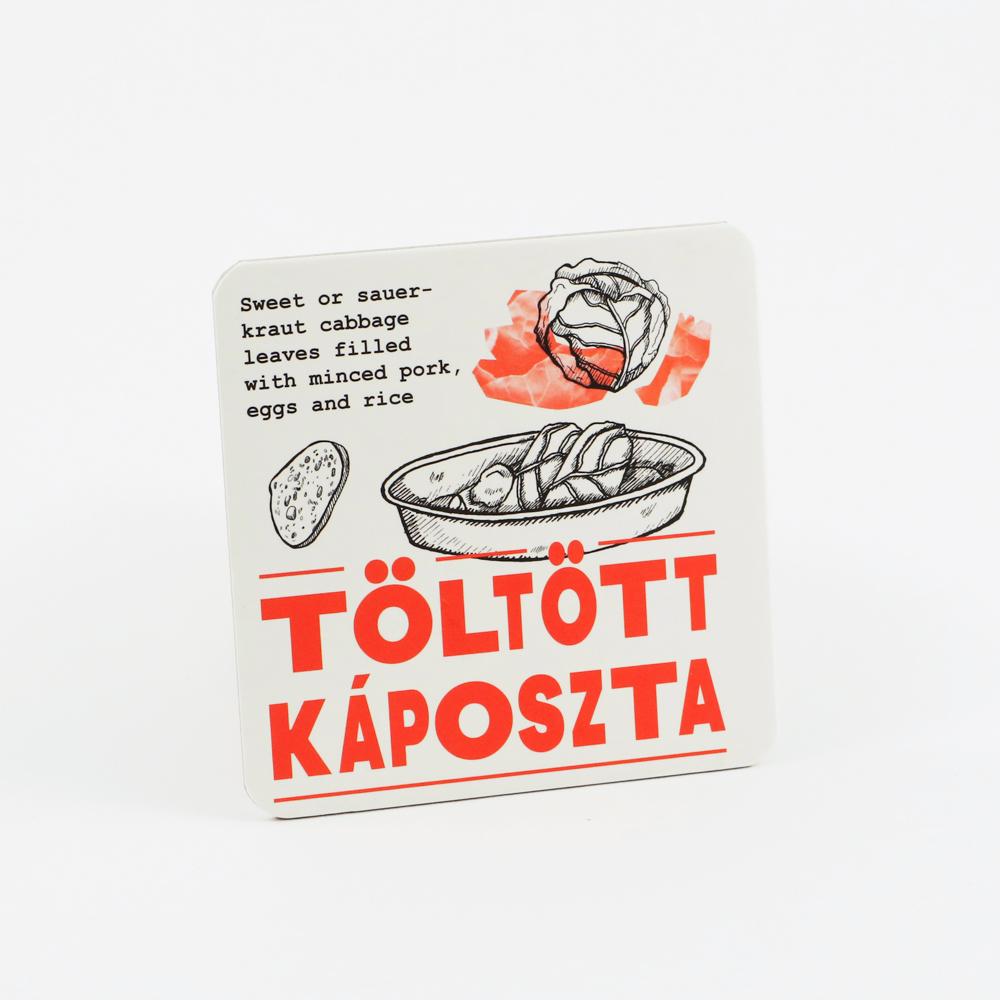 Sweet or sauer-
kraut cabbage
leaves filled
with minced pork,
eggs and rice
TÖLTÖTT
KÁPOSZTA